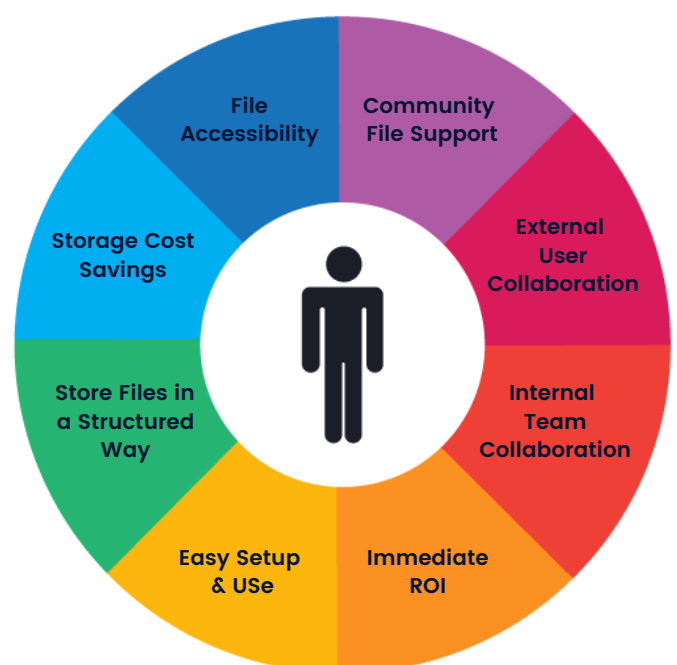 File
Accessibility
Community
File Support
External
User
Collaboration
Internal
Team
Collaboration
Immediate
ROI
Easy Setup
& USe
Store Files in
a Structured
Way
Storage Cost
Savings